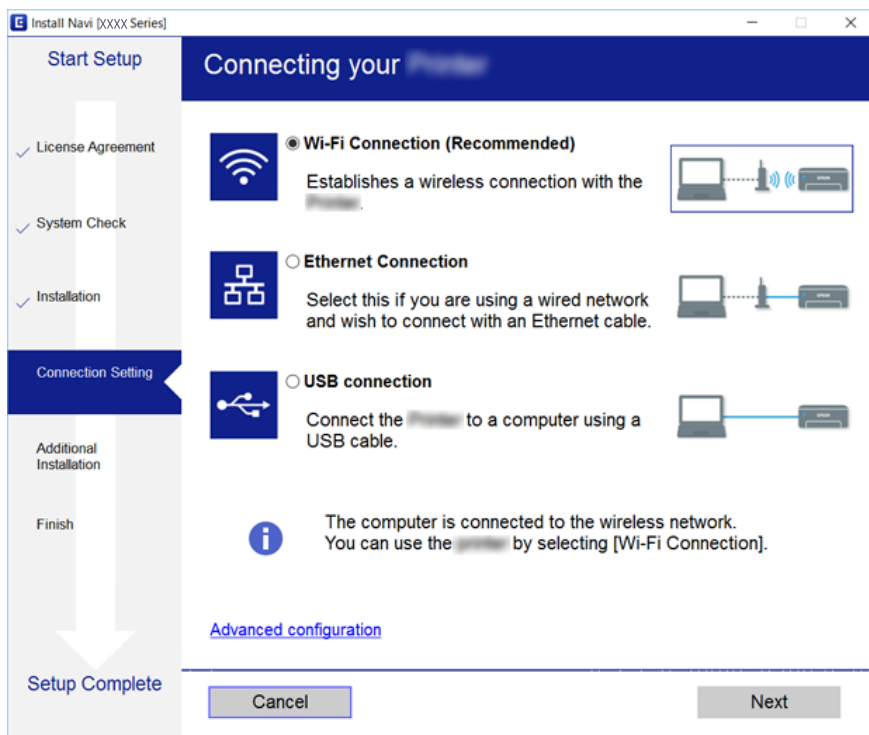 Install Navi [XXXX Series]
Start Setup
License Agreement
System Check
Installation
Connection Setting
Additional
Installation
Finish
Setup Complete
Connecting your
Wi-Fi Connection (Recommended)
Establishes a wireless connection with the
.
Ethernet Connection
Select this if you are using a wired network
and wish to connect with an Ethernet cable.
USB connection
Connect the to a computer using a
USB cable.
The computer is connected to the wireless network.
You can use the by selecting [Wi-Fi Connection].
Advanced configuration
Cancel
Next